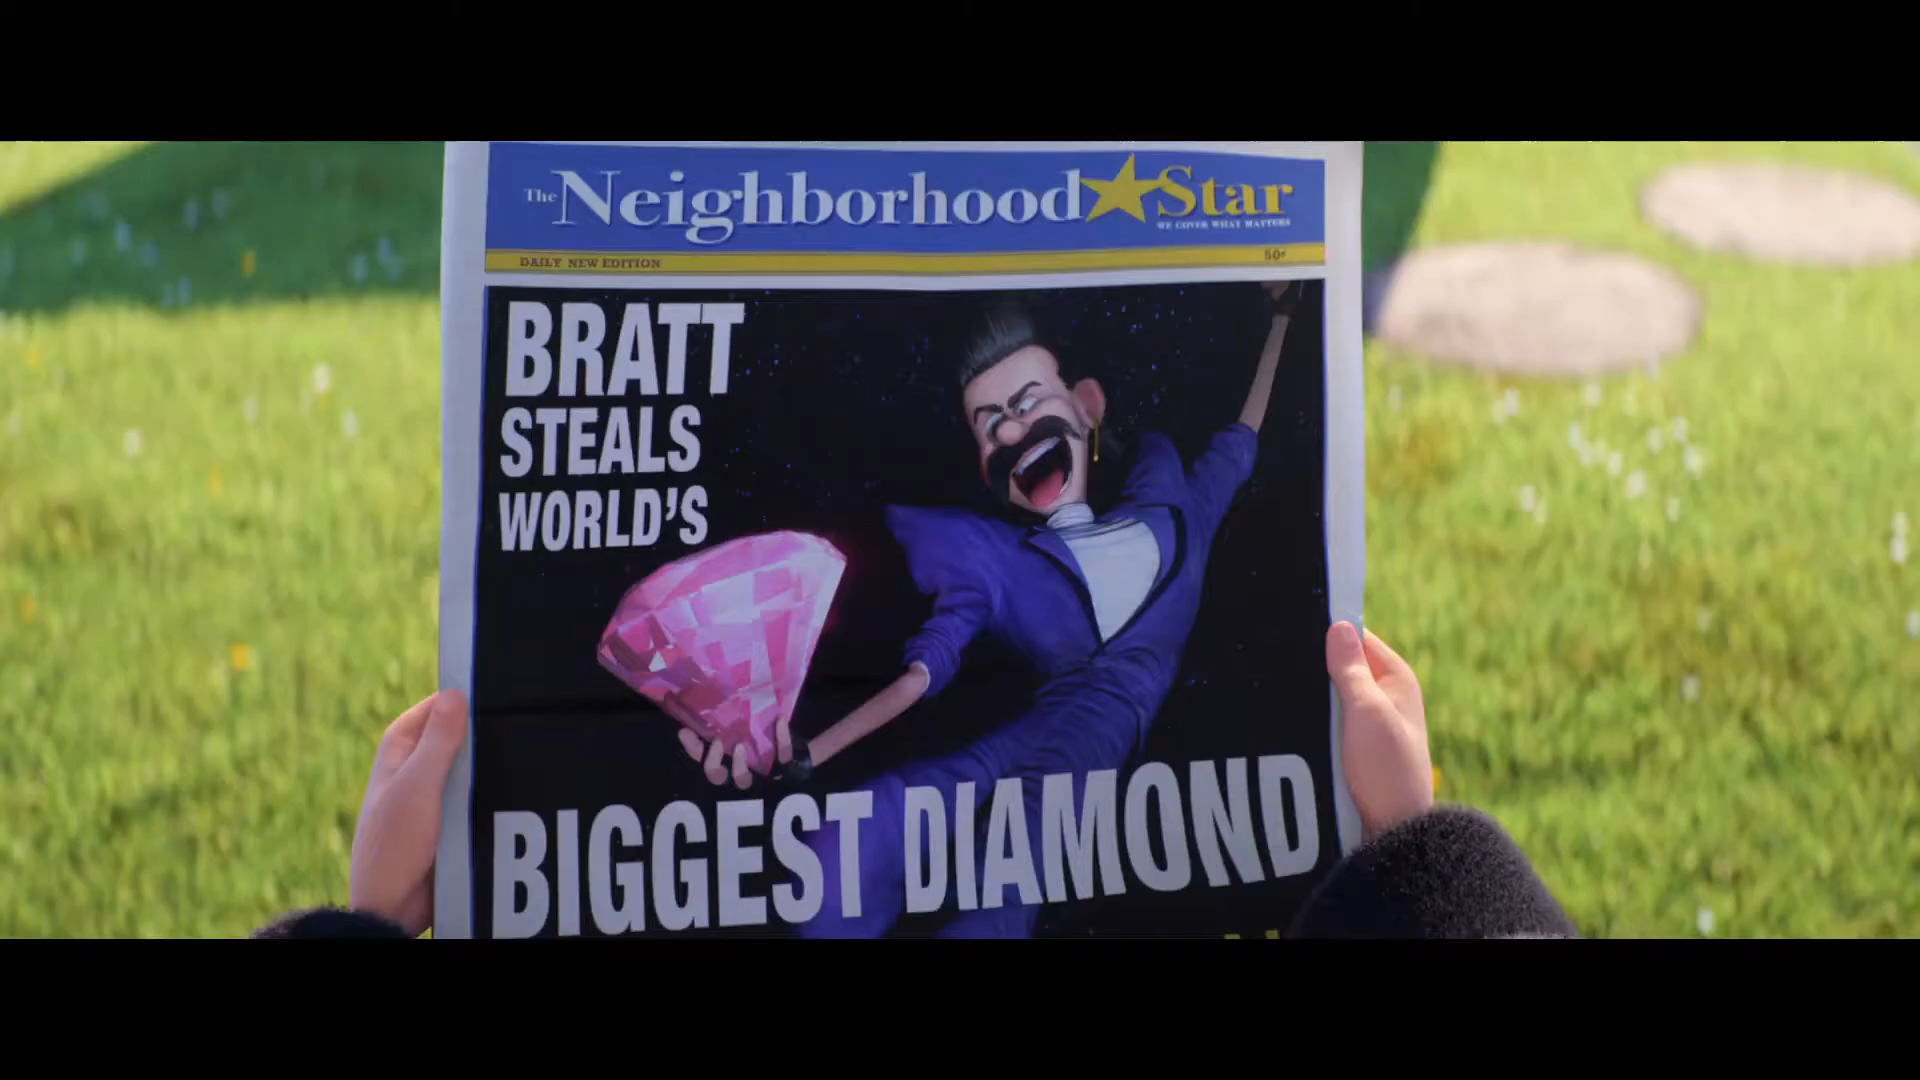 The Neighborhood Star
WE COVER WHAT MATTERS
DAILY NEW EDITION 50¢
BRATT
STEALS
WORLD'S
BIGGEST DIAMOND